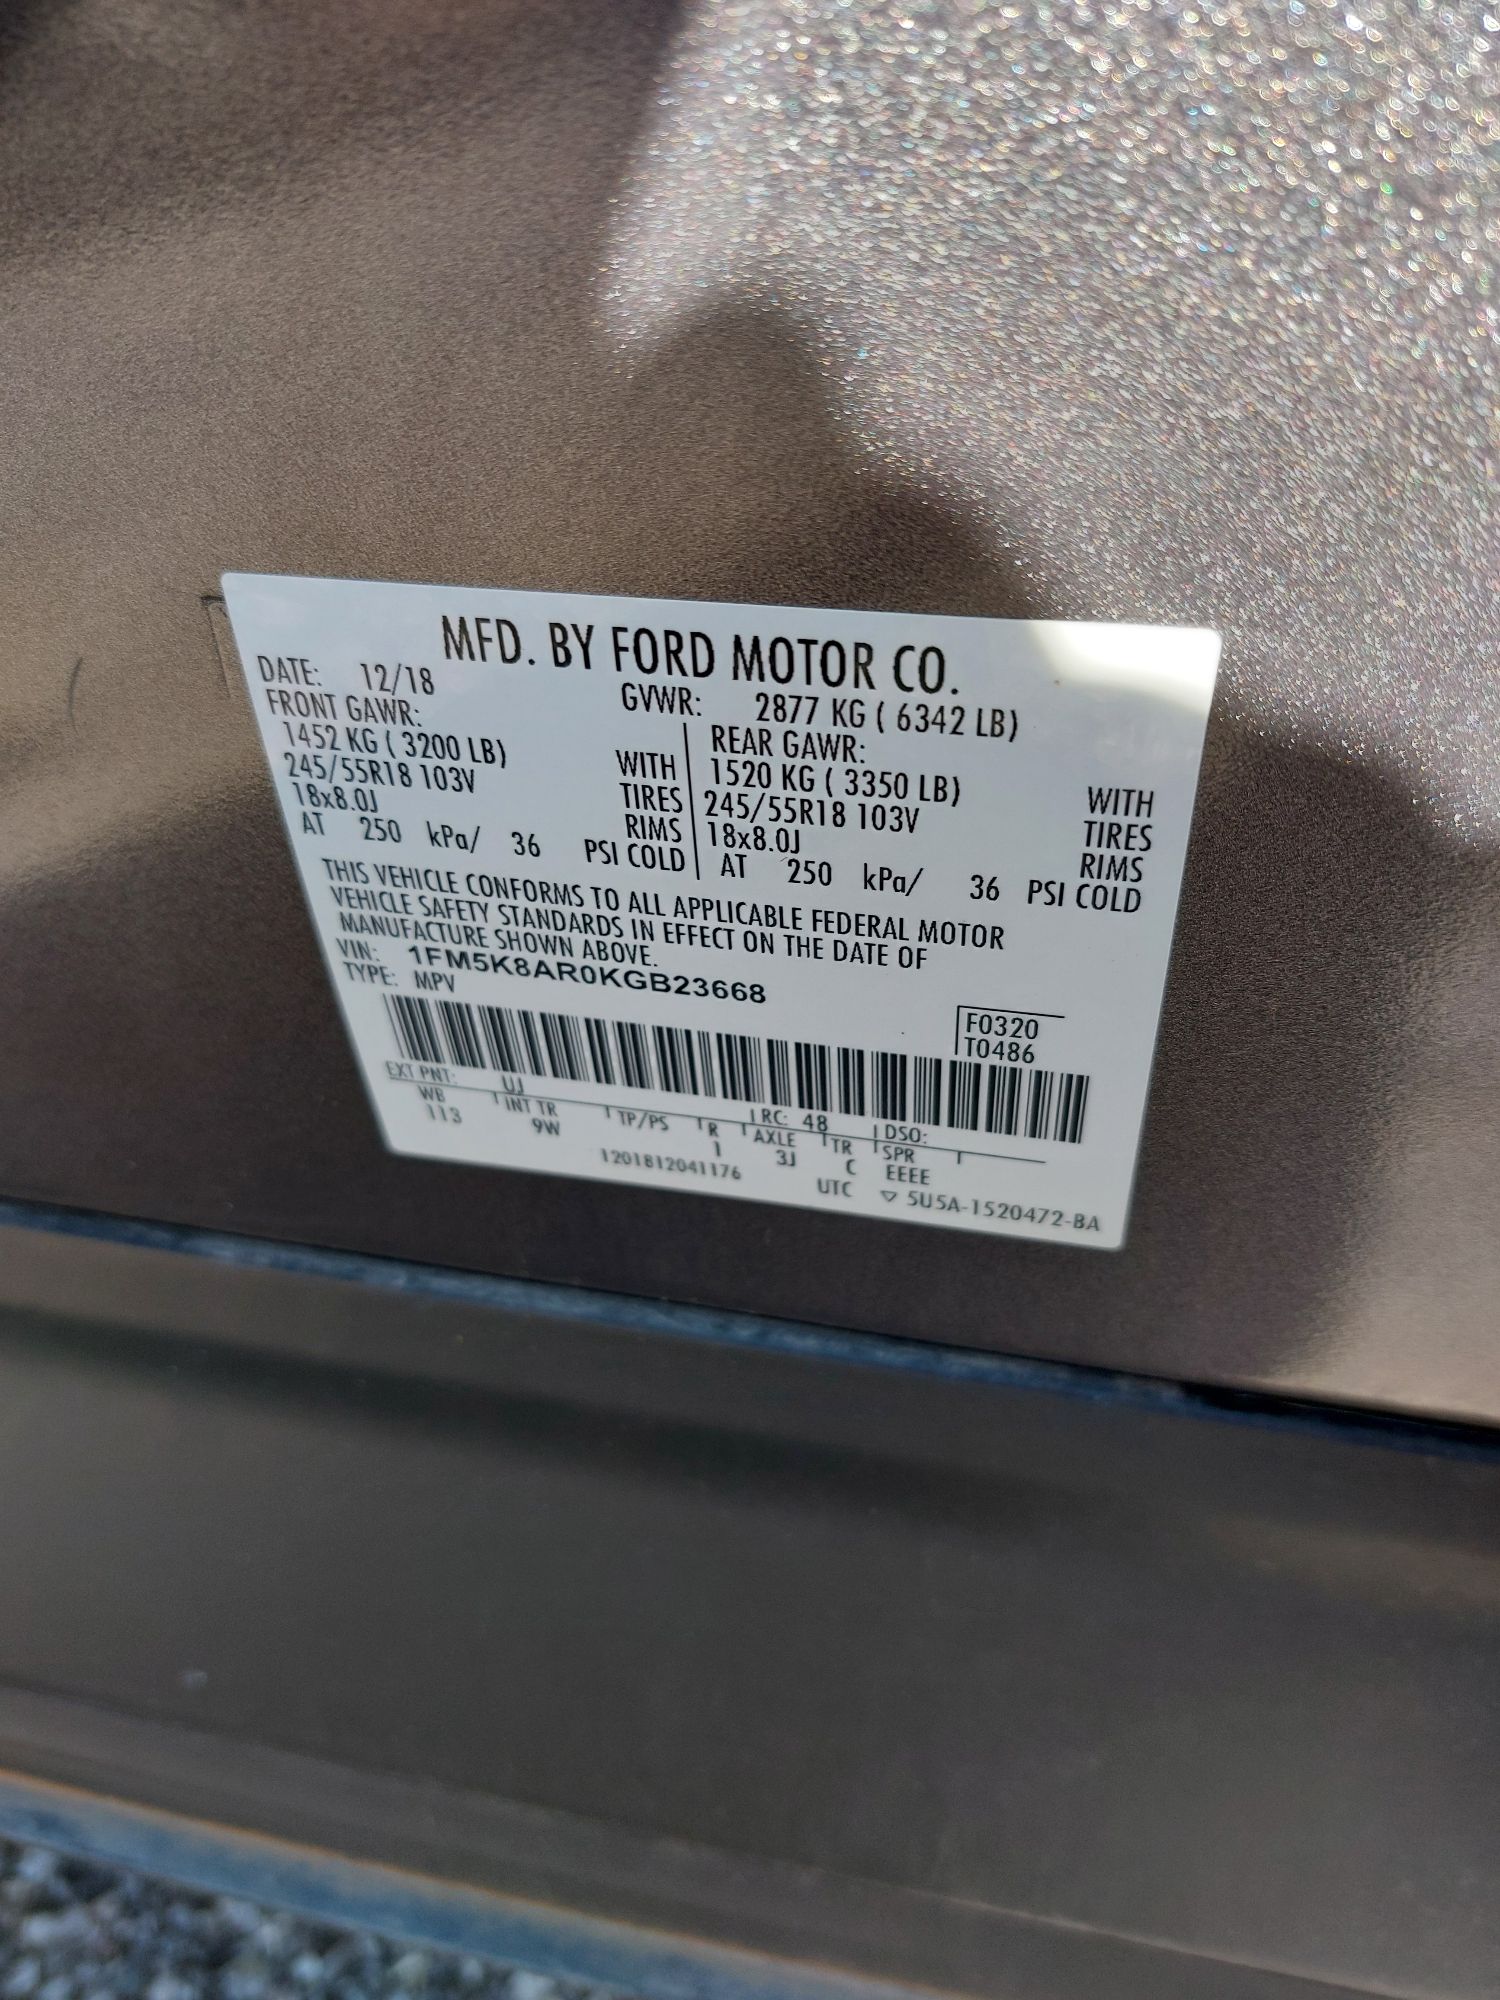 MFD. BY FORD MOTOR CO.
DATE: 12/18 GVWR: 2877 KG ( 6342 LB)
FRONT GAWR: REAR GAWR:
1452 KG ( 3200 LB) WITH 1520 KG ( 3350 LB) WITH
245/55R18 103V TIRES 245/55R18 103V TIRES
18x8.0J RIMS 18x8.0J RIMS
AT 250 kPa/ 36 PSI COLD AT 250 kPa/ 36 PSI COLD
THIS VEHICLE CONFORMS TO ALL APPLICABLE FEDERAL MOTOR
VEHICLE SAFETY STANDARDS IN EFFECT ON THE DATE OF
MANUFACTURE SHOWN ABOVE.
VIN: 1FM5K8AR0KGB23668
TYPE: MPV
F0320
T0486
EXT PNT: UJ RC: 48 DSO:
WB INT TR TP/PS R AXLE TR SPR
113 9W 1 3J C EEEE
1201812041176 UTC ▽ 5U5A-1520472-BA